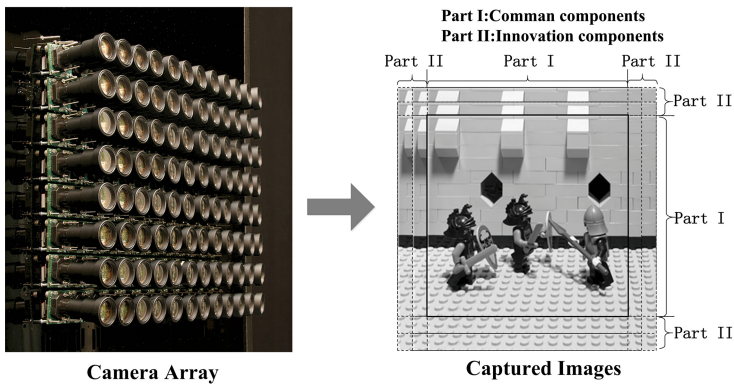 Part I:Comman components
Part II:Innovation components
Part II Part I Part II
Part II
Part I
Part II
Camera Array
Captured Images